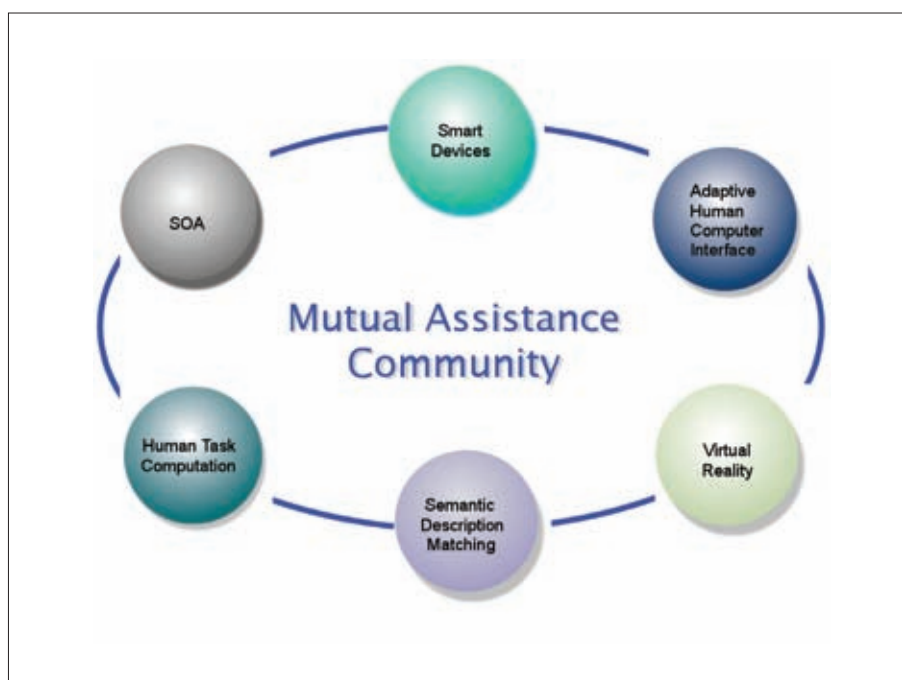 Smart
Devices
SOA
Adaptive
Human
Computer
Interface
Mutual Assistance
Community
Human Task
Computation
Virtual
Reality
Semantic
Description
Matching